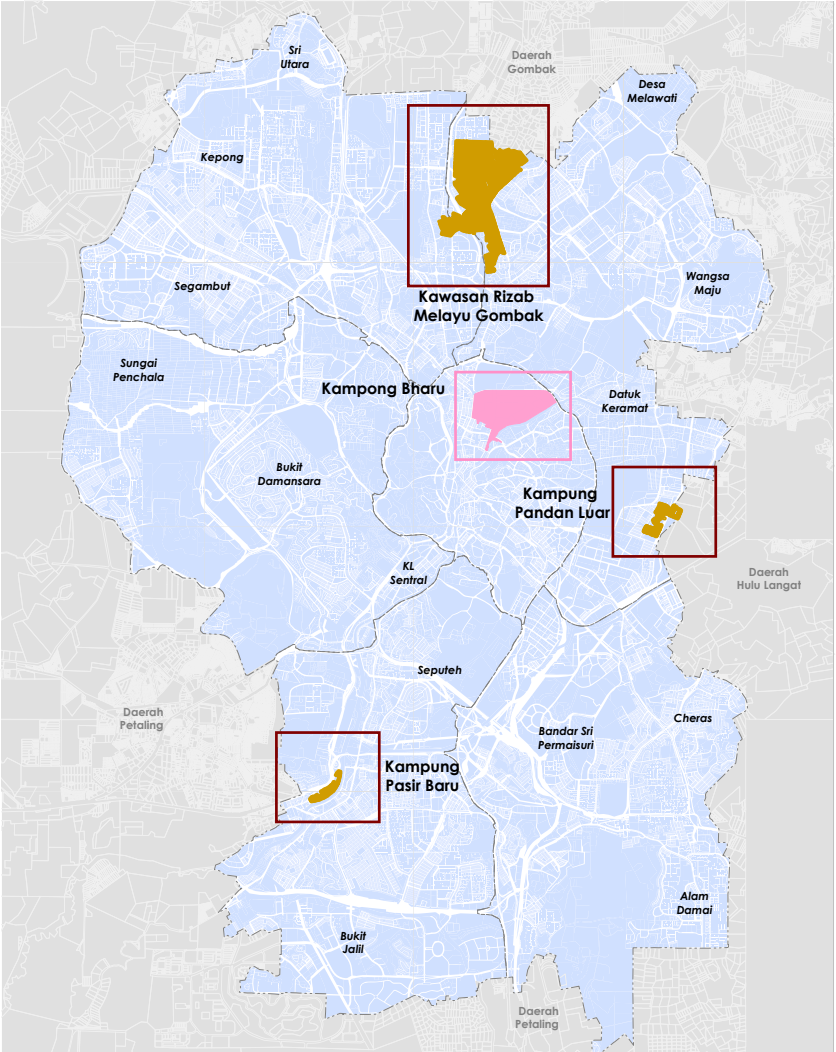 Sri
Utara
Daerah
Gombak
Desa
Melawati
Kepong
Segambut
Wangsa
Maju
Kawasan Rizab
Melayu Gombak
Sungai
Penchala
Kampong Bharu
Datuk
Keramat
Bukit
Damansara
Kampung
Pandan Luar
KL
Sentral
Daerah
Hulu Langat
Seputeh
Daerah
Petaling
Cheras
Bandar Sri
Permaisuri
Kampung
Pasir Baru
Alam
Damai
Bukit
Jalil
Daerah
Petaling